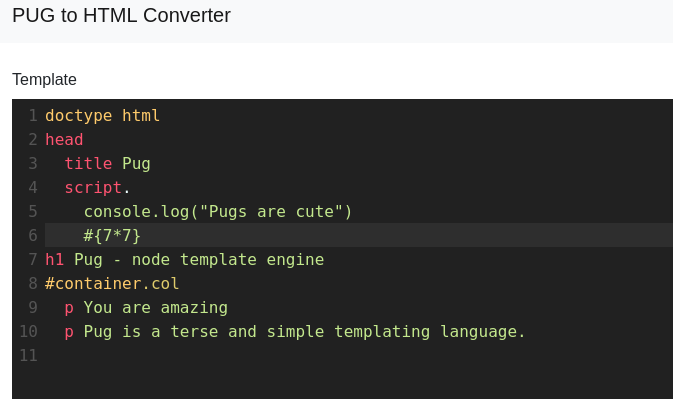 PUG to HTML Converter
Template
1 doctype html
2 head
3   title Pug
4   script.
5     console.log("Pugs are cute")
6     #{7*7}
7 h1 Pug - node template engine
8 #container.col
9   p You are amazing
10   p Pug is a terse and simple templating language.
11